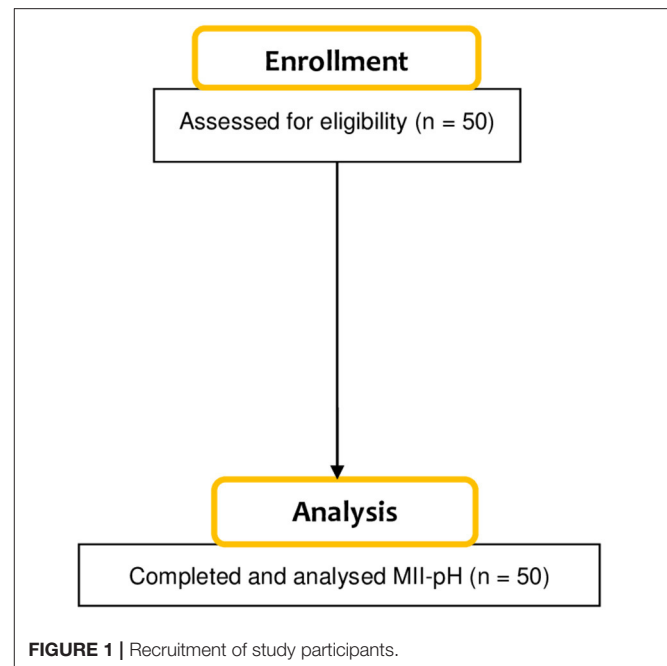 Enrollment
Assessed for eligibility (n = 50)
Analysis
Completed and analysed MII-pH (n = 50)
FIGURE 1 | Recruitment of study participants.